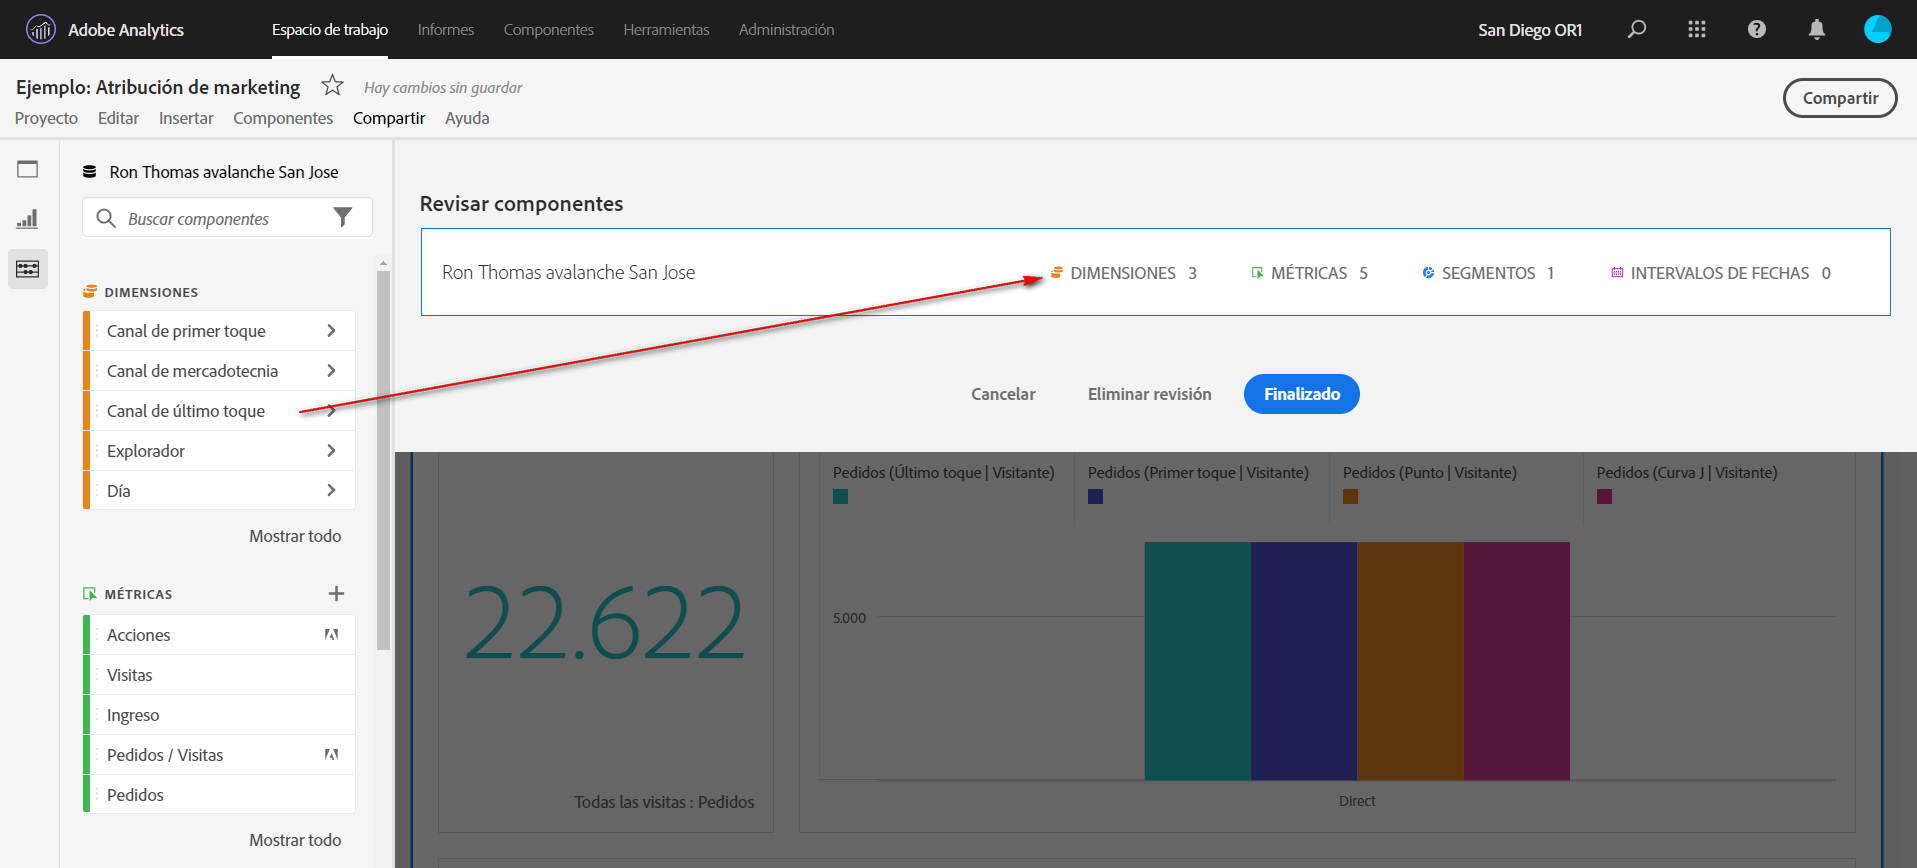 Adobe Analytics
Espacio de trabajo
Informes
Componentes
Herramientas
Administración
San Diego OR1
Ejemplo: Atribución de marketing
Hay cambios sin guardar
Compartir
Proyecto
Editar
Insertar
Componentes
Compartir
Ayuda
Ron Thomas avalanche San Jose
Buscar componentes
DIMENSIONES
Canal de primer toque
Canal de mercadotecnia
Canal de último toque
Explorador
Día
Mostrar todo
MÉTRICAS
Acciones
Visitas
Ingreso
Pedidos / Visitas
Pedidos
Mostrar todo
Revisar componentes
Ron Thomas avalanche San Jose
DIMENSIONES 3
MÉTRICAS 5
SEGMENTOS 1
INTERVALOS DE FECHAS 0
Cancelar
Eliminar revisión
Finalizado
22.622
Todas las visitas : Pedidos
Pedidos (Último toque | Visitante)
Pedidos (Primer toque | Visitante)
Pedidos (Punto | Visitante)
Pedidos (Curva J | Visitante)
5.000
Direct